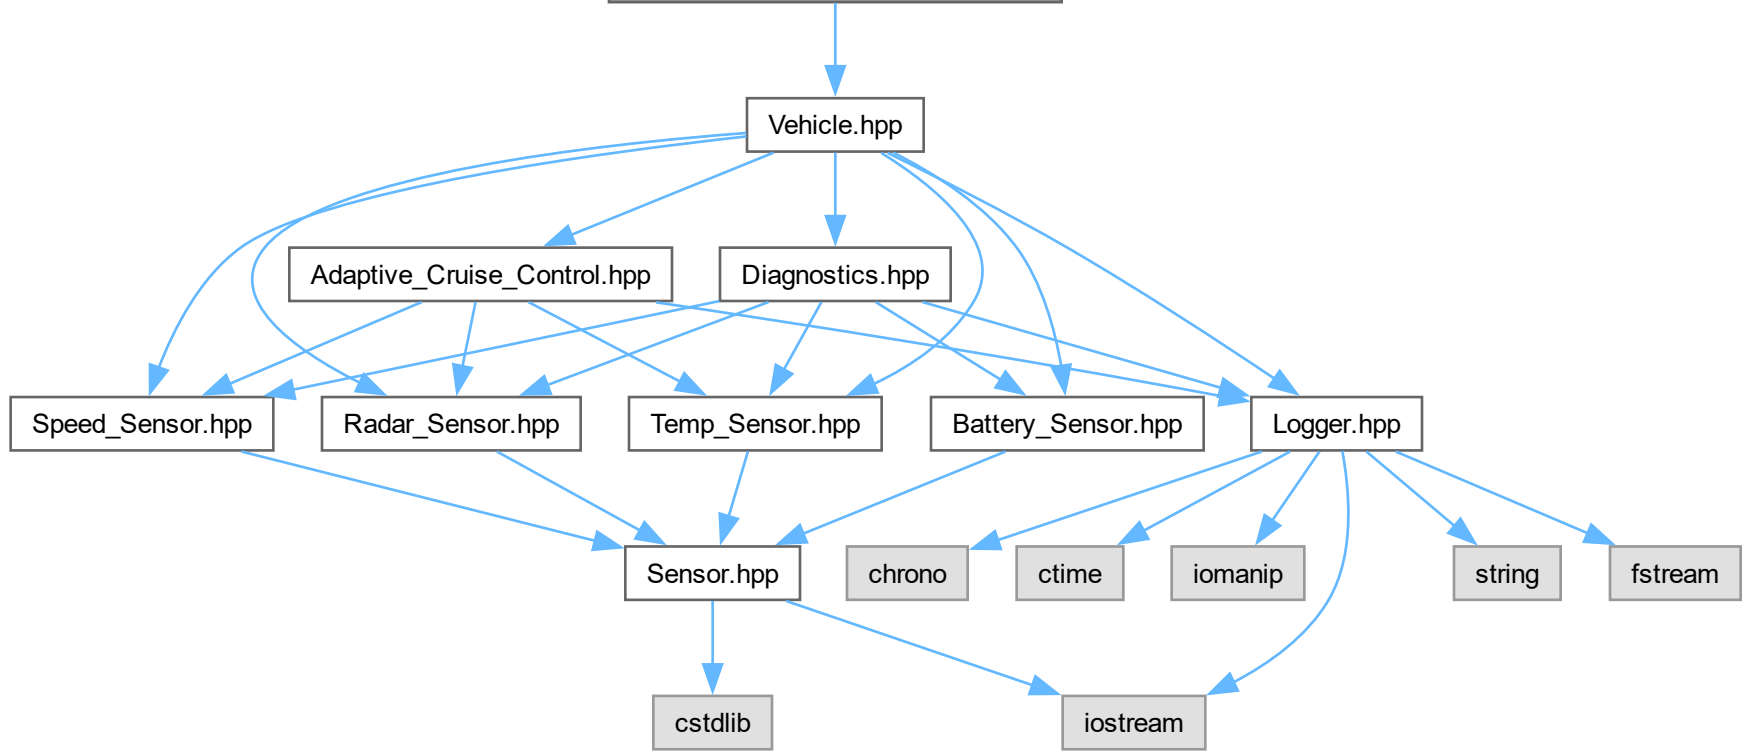 Vehicle.hpp
Adaptive_Cruise_Control.hpp
Diagnostics.hpp
Speed_Sensor.hpp
Radar_Sensor.hpp
Temp_Sensor.hpp
Battery_Sensor.hpp
Logger.hpp
Sensor.hpp
chrono
ctime
iomanip
string
fstream
cstdlib
iostream